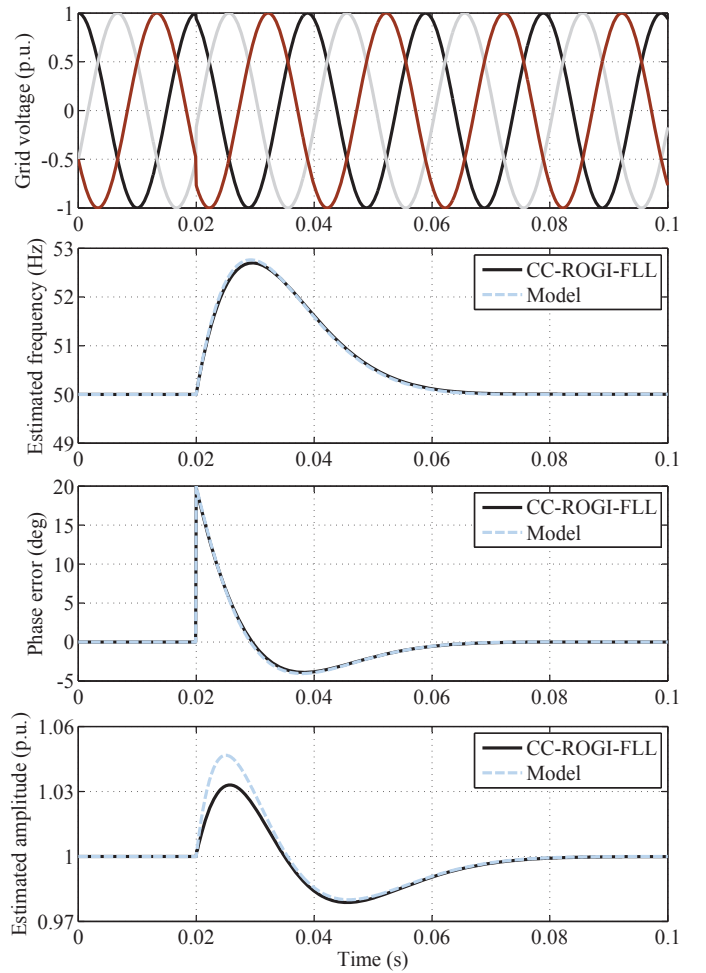 Grid voltage (p.u.)
1
0.5
0
-0.5
-1
0 0.02 0.04 0.06 0.08 0.1
Estimated frequency (Hz)
53
52
51
50
49
CC-ROGI-FLL
Model
0 0.02 0.04 0.06 0.08 0.1
Phase error (deg)
20
15
10
5
0
-5
CC-ROGI-FLL
Model
0 0.02 0.04 0.06 0.08 0.1
Estimated amplitude (p.u.)
1.06
1.03
1
0.97
CC-ROGI-FLL
Model
0 0.02 0.04 0.06 0.08 0.1
Time (s)